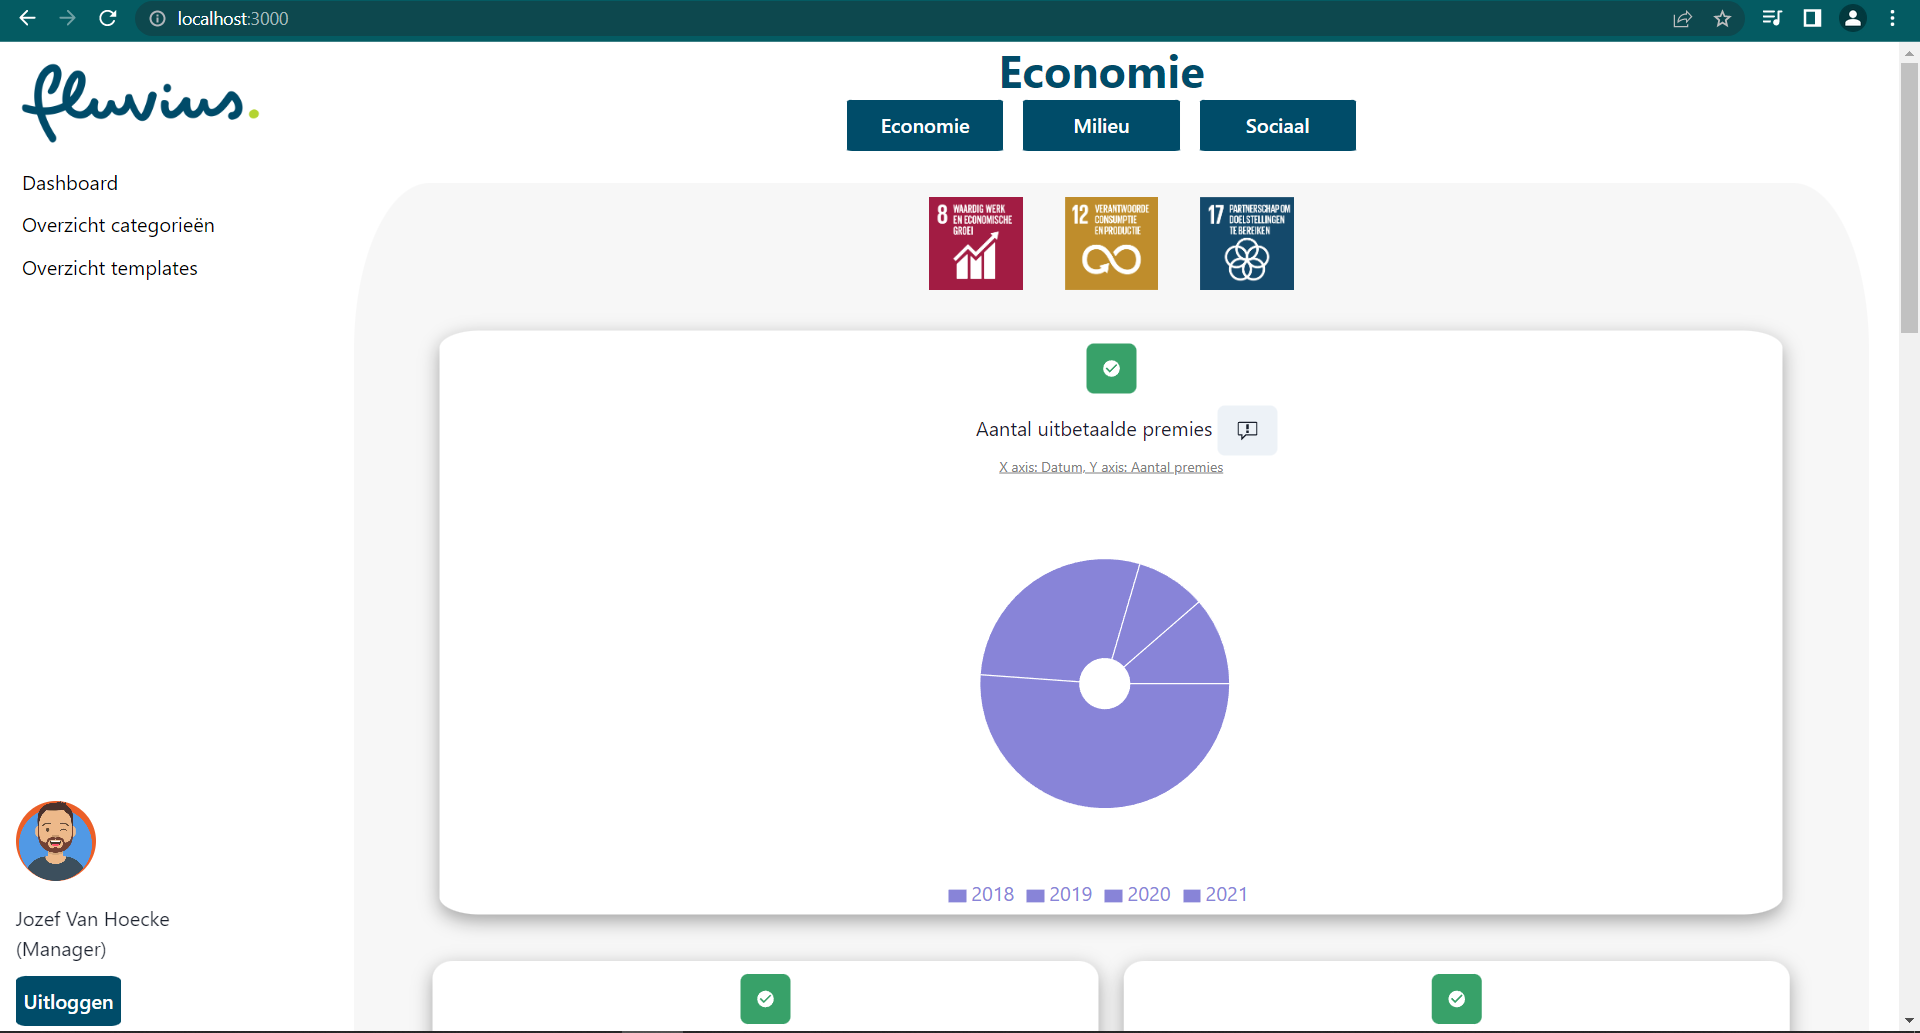 localhost:3000
fluvius.
Dashboard
Overzicht categorieën
Overzicht templates
Jozef Van Hoecke
(Manager)
Uitloggen
Economie
Economie Milieu Sociaal
8 WAARDIG WERK
EN ECONOMISCHE
GROEI
12 VERANTWOORDE
CONSUMPTIE
EN PRODUCTIE
17 PARTNERSCHAP OM
DOELSTELLINGEN
TE BEREIKEN
Aantal uitbetaalde premies
X axis: Datum, Y axis: Aantal premies
2018 2019 2020 2021